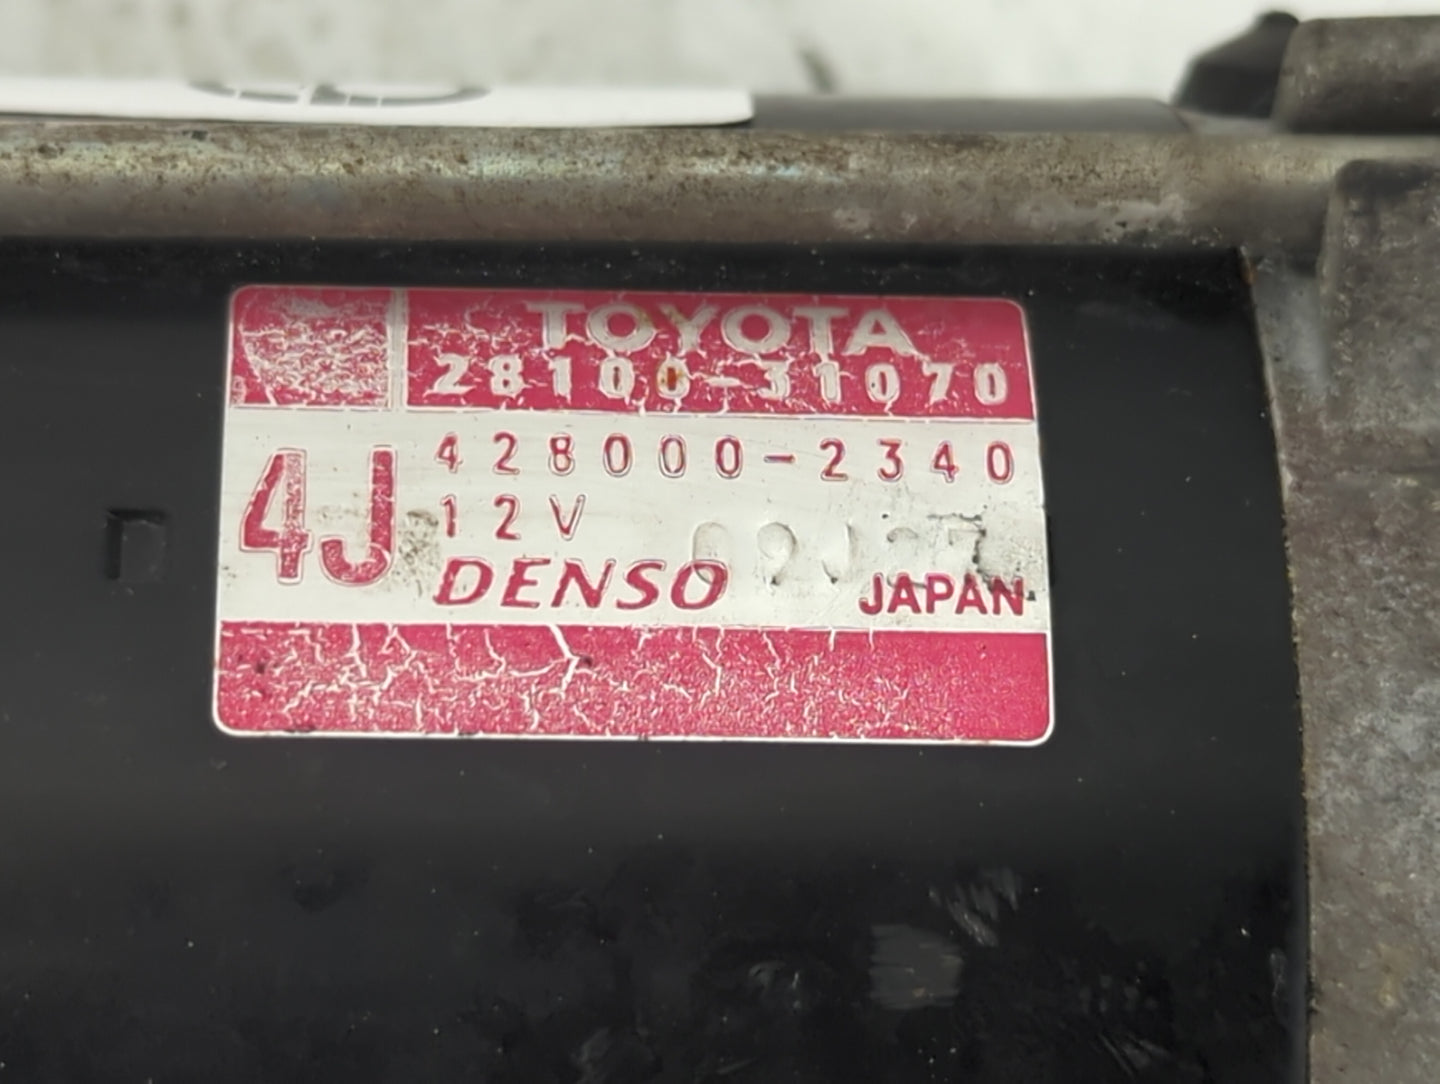 TOYOTA
28100-31070
4J
428000-2340
12V
DENSO
JAPAN